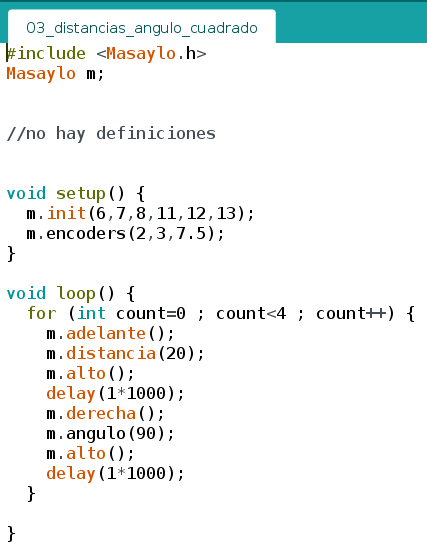 03_distancias_angulo_cuadrado
#include <Masaylo.h>
Masaylo m;
//no hay definiciones
void setup() {
  m.init(6,7,8,11,12,13);
  m.encoders(2,3,7.5);
}
void loop() {
  for (int count=0 ; count<4 ; count++) {
    m.adelante();
    m.distancia(20);
    m.alto();
    delay(1*1000);
    m.derecha();
    m.angulo(90);
    m.alto();
    delay(1*1000);
  }
}